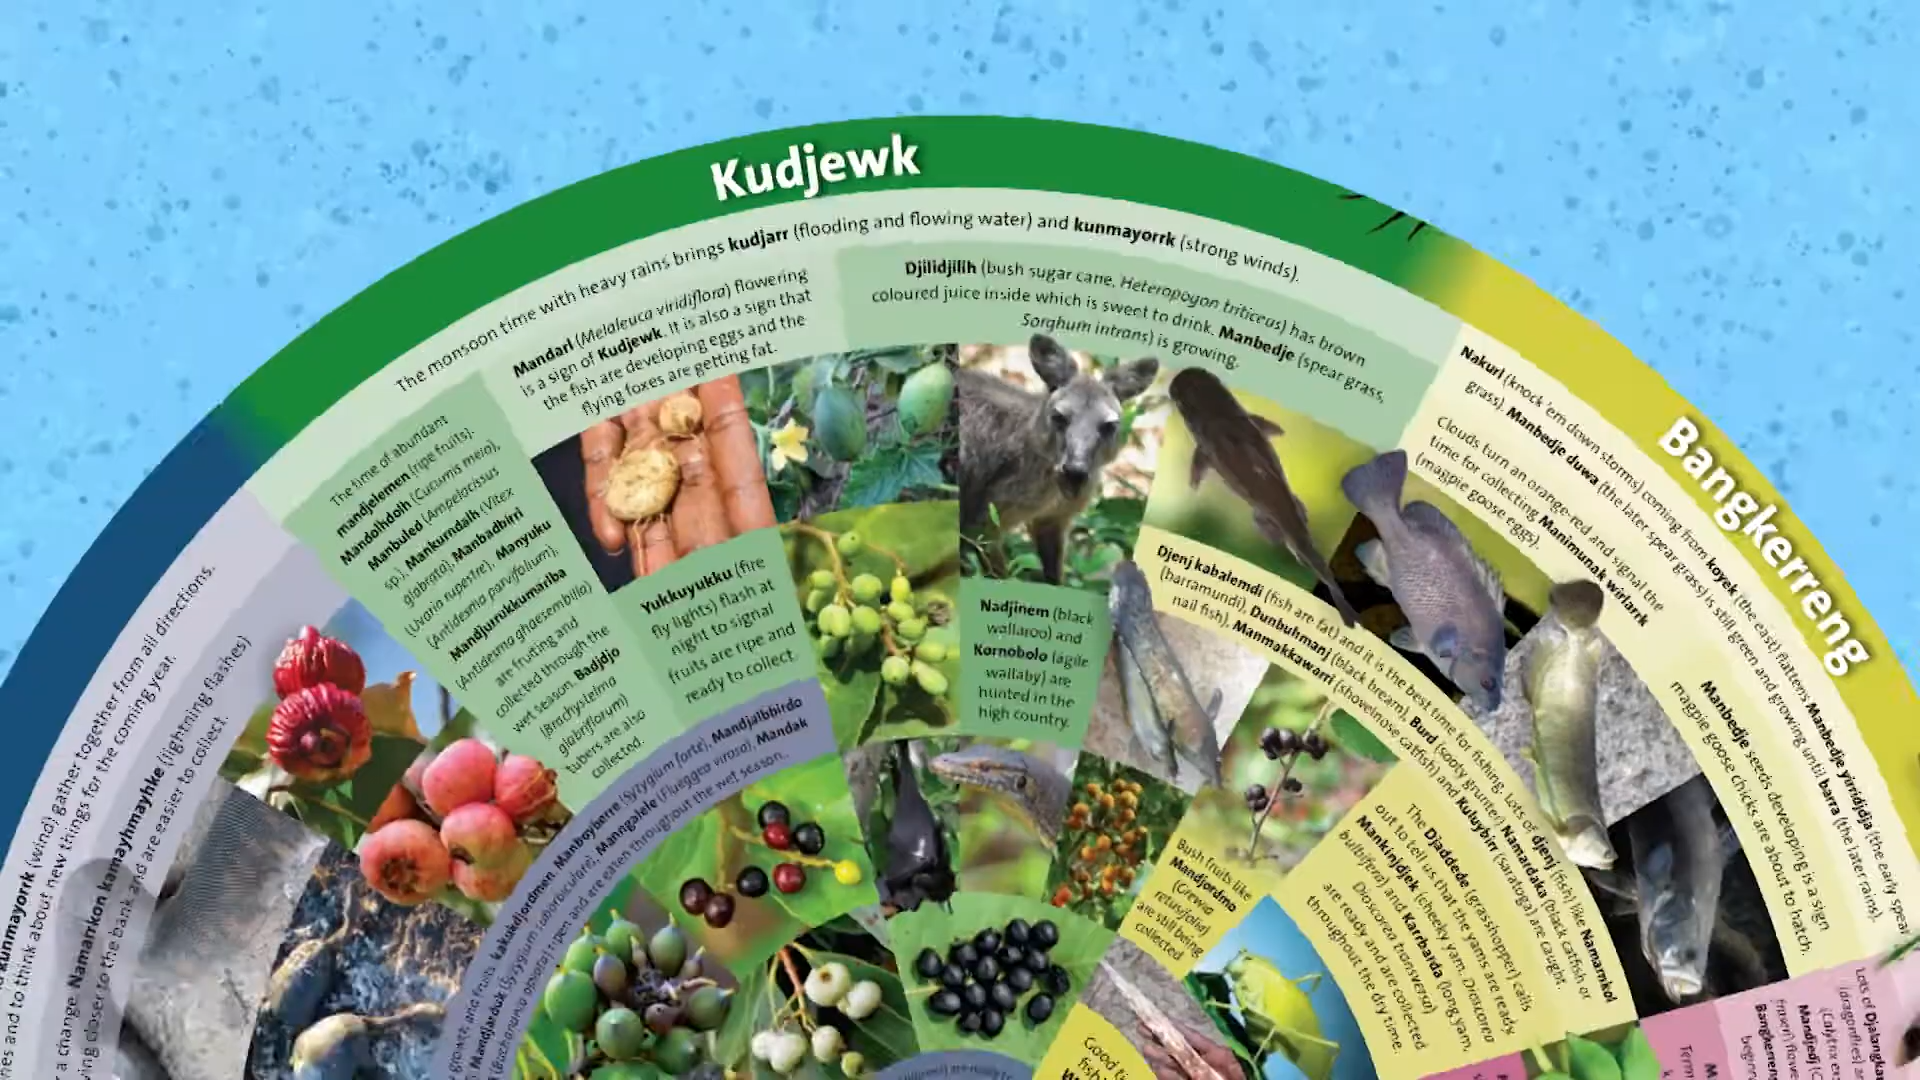 Kudjewk
The monsoon time with heavy rains brings kudjarr (flooding and flowing water) and kunmayorrk (strong winds).
Mandarl (Melaleuca viridiflora) flowering
is a sign of Kudjewk. It is also a sign that
the fish are developing eggs and the
flying foxes are getting fat.
Djilidjilih (bush sugar cane, Heteropogon triticeus) has brown
coloured juice inside which is sweet to drink. Manbedje (spear grass,
Sorghum intrans) is growing.
The time of abundant
mandjelemen (ripe fruits).
Mandolhdolh (Cucumis melo),
Manbuled (Ampelocissus
sp.), Mankurndalh (Vitex
glabrata), Manbadbirri
(Uvaria rupestre), Manyuku
(Antidesma parvifolium),
Mandjurrukkumariba
(Antidesma ghaesembilla)
are fruiting and
collected through the
wet season. Badjdjo
(Brachystelma
glabriflorum)
tubers are also
collected.
Yukkuyukku (fire
fly lights) flash at
night to signal
fruits are ripe and
ready to collect.
Nadjinem (black
wallaroo) and
Kornobolo (agile
wallaby) are
hunted in the
high country.
Bangkerreng
Nakurl (knock 'em down storms) coming from koyek (the east) flattens Manbedje yirridjja (the early spear
grass). Manbedje duwa (the later spear grass) is still green and growing until barra (the later rains).
Clouds turn an orange-red and signal the
time for collecting Manimunak wirlarrk
(magpie goose eggs).
Manbedje seeds developing is a sign
magpie goose chicks are about to hatch.
Djenj kabalemdi (fish are fat) and it is the best time for fishing. Lots of djenj (fish) like Namarnkol
(barramundi), Dunbuhmanj (black bream), Burd (sooty grunter), Namardaka (black catfish or
nail fish), Manmakkawarri (shovelnose catfish) and Kuluybirr (Saratoga) are caught.
The Djaddede (grasshopper) calls
out to tell us that the yams are ready.
Mankinjdjek (cheeky yam, Dioscorea
bulbifera) and Karrbarda (long yam,
Dioscorea transversa)
are ready and are collected
throughout the dry time.
Bush fruits like
Mandjordmo
(Grewia
retusifolia)
are still being
collected
kunmayorrk (wind) gather together from all directions.
and to think about new things for the coming year.
a change. Namarrkon kamayhmayhke (lightning flashes)
closer to the bank and are easier to collect.
and fruits kakukdjordmen. Manboyberre (Syzygium forte), Mandjalbbirdo
Mandjarduk (Syzygium suborbiculare), Manngalele (Flueggea virosa), Mandak
ripen and are eaten throughout the wet season.
Good
Lots of